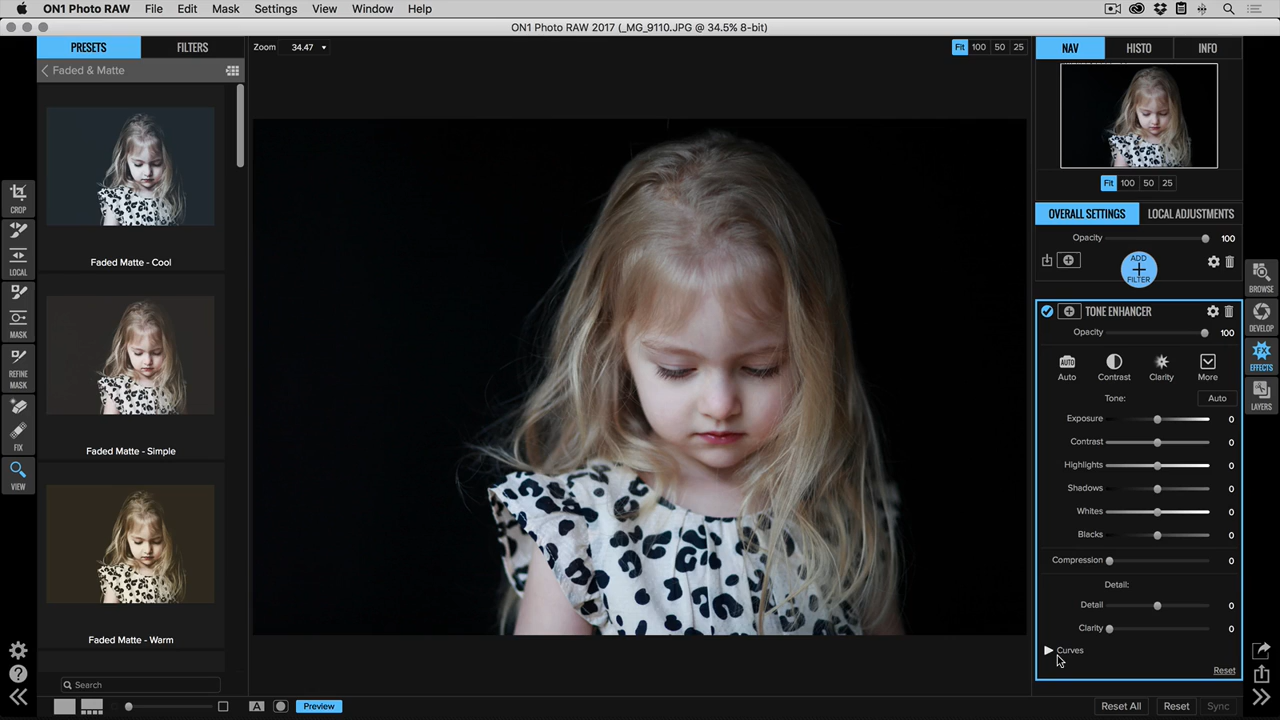 ON1 Photo RAW File Edit Mask Settings View Window Help
ON1 Photo RAW 2017 (_MG_9110.JPG @ 34.5% 8-bit)
PRESETS FILTERS
Zoom 34.47
Fit 100 50 25
NAV HISTO INFO
Faded & Matte
Fit 100 50 25
CROP
OVERALL SETTINGS LOCAL ADJUSTMENTS
Opacity 100
Faded Matte - Cool
ADD
FILTER
LOCAL
BROWSE
TONE ENHANCER
DEVELOP
Opacity 100
MASK
EFFECTS
Auto Contrast Clarity More
REFINE
MASK
Tone: Auto
LAYERS
Exposure 0
Contrast 0
FIX
Faded Matte - Simple
Highlights 0
VIEW
Shadows 0
Whites 0
Blacks 0
Compression 0
Detail:
Detail 0
Clarity 0
Faded Matte - Warm
Curves
Reset
Search
A Preview
Reset All Reset Sync